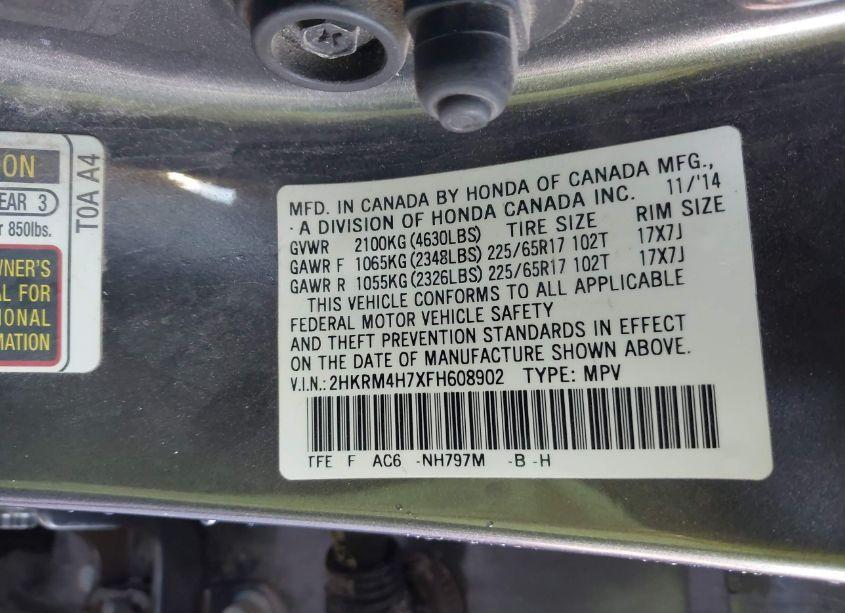 ON
EAR 3
r 850lbs.
WNER'S
AL FOR
IONAL
MATION
T0A A4
MFD. IN CANADA BY HONDA OF CANADA MFG.,
A DIVISION OF HONDA CANADA INC. 11/'14
GVWR 2100KG(4630LBS) TIRE SIZE RIM SIZE
GAWR F 1065KG(2348LBS) 225/65R17 102T 17X7J
GAWR R 1055KG(2326LBS) 225/65R17 102T 17X7J
THIS VEHICLE CONFORMS TO ALL APPLICABLE
FEDERAL MOTOR VEHICLE SAFETY
AND THEFT PREVENTION STANDARDS IN EFFECT
ON THE DATE OF MANUFACTURE SHOWN ABOVE.
V.I.N.: 2HKRM4H7XFH608902 TYPE: MPV
TFE F AC6 -NH797M -B -H